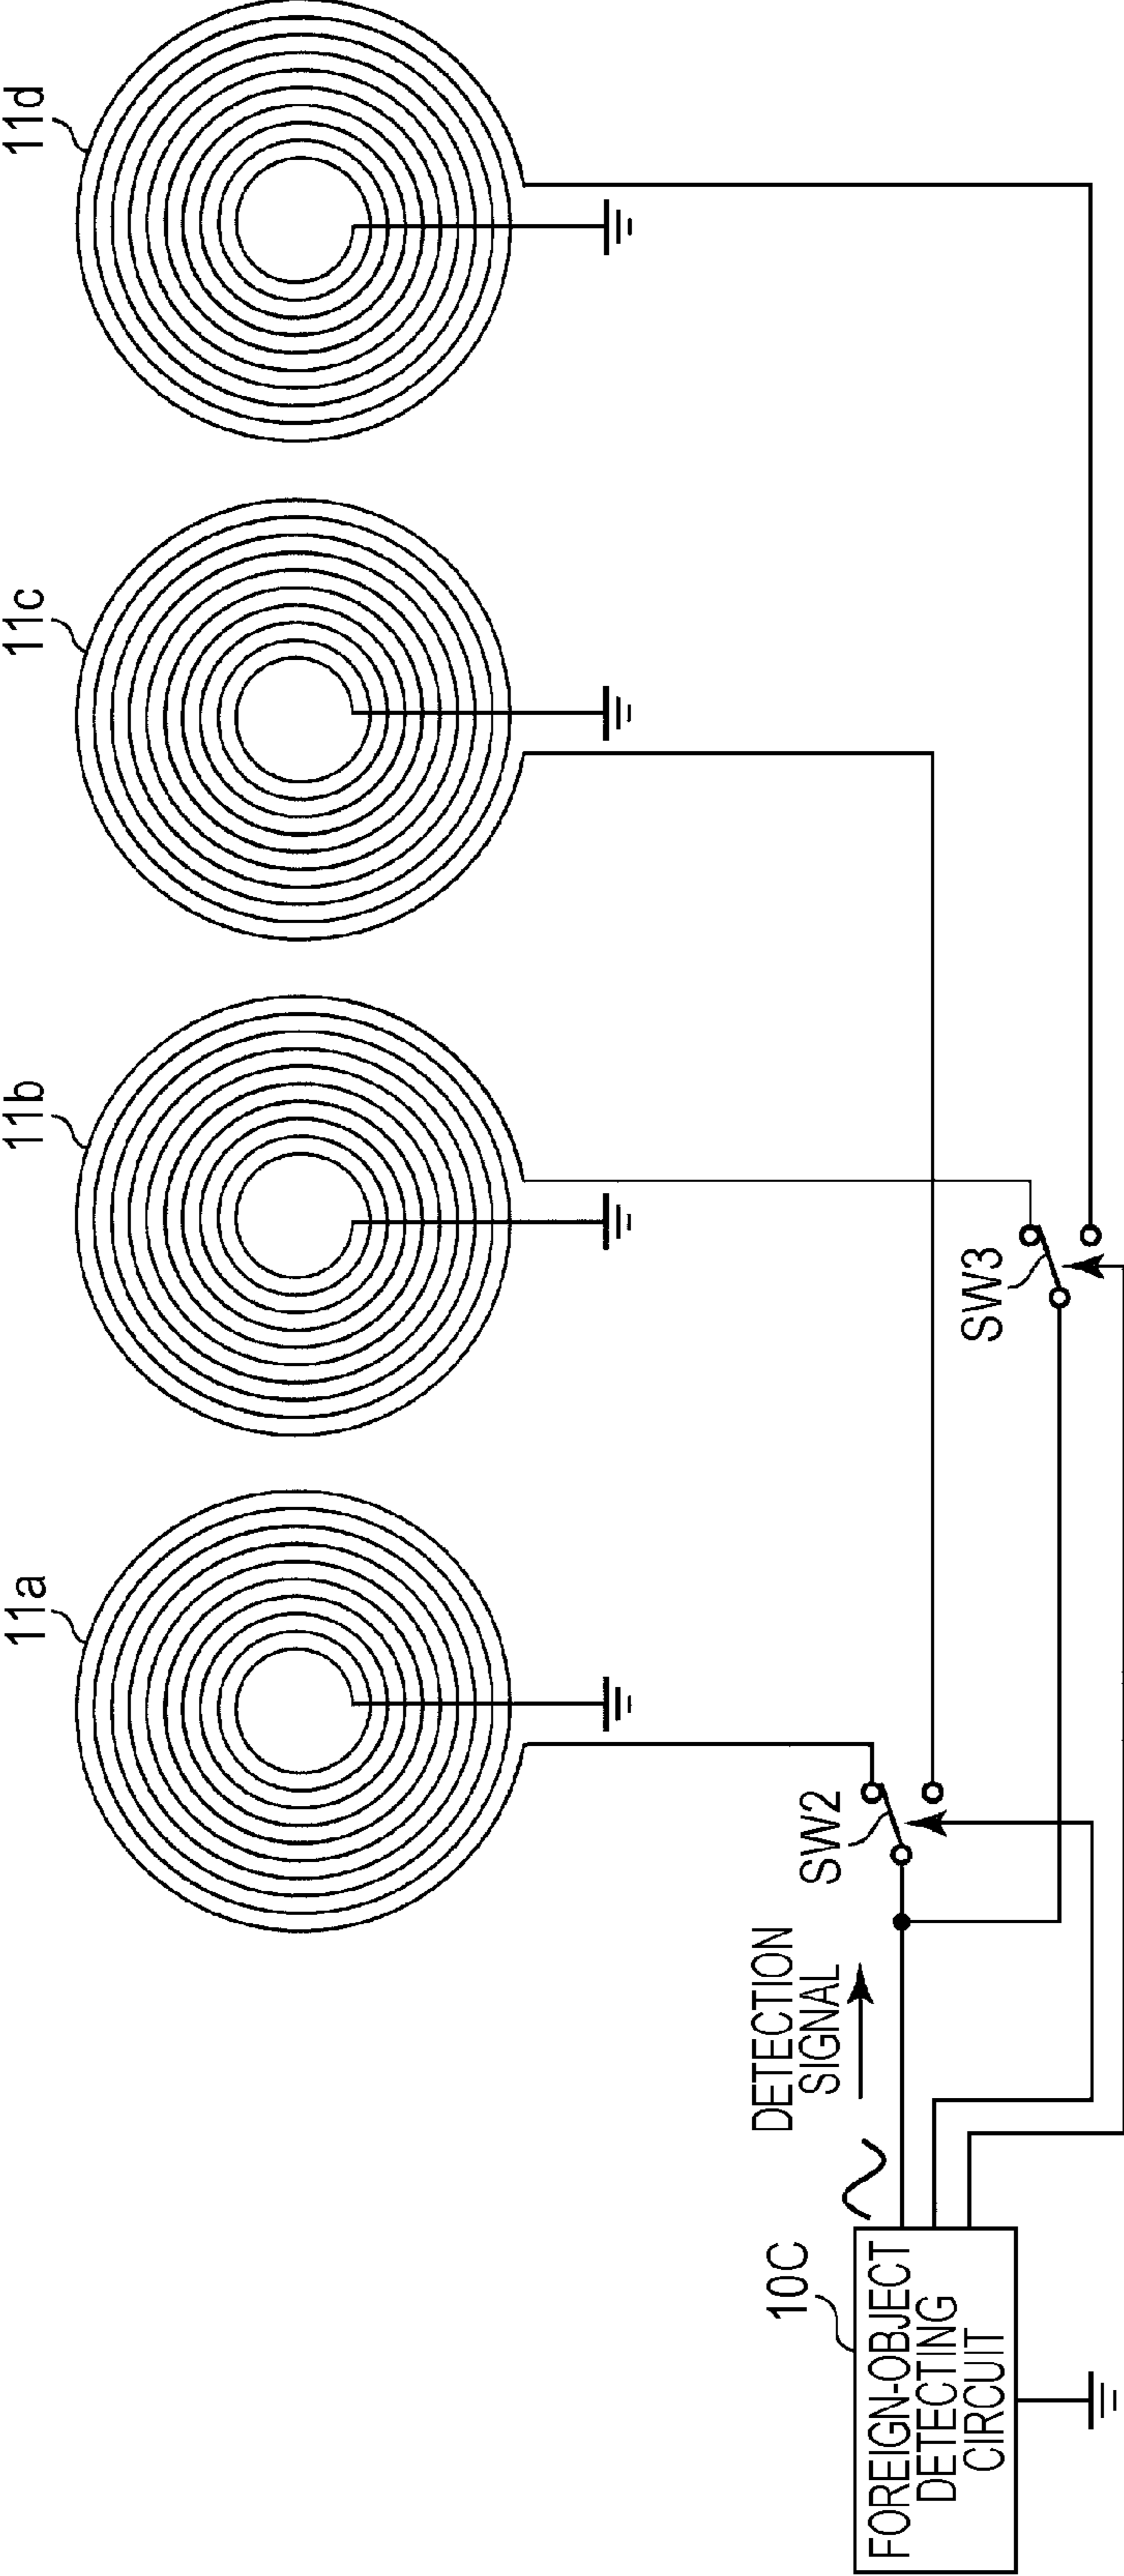 11a
11b
11c
11d
SW2
SW3
DETECTION
SIGNAL
10C
FOREIGN-OBJECT
DETECTING
CIRCUIT